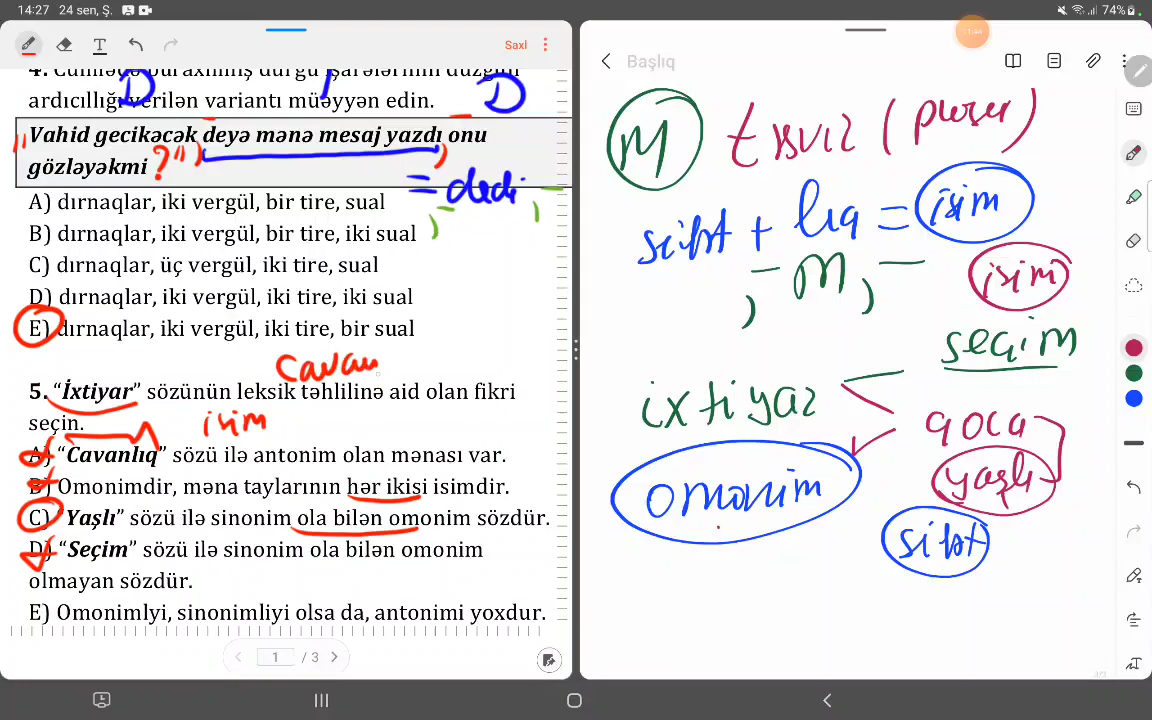 14:27 24 sen, Ş. 74%
Saxl
4. Cümlədə buraxılmış durğu işarələrinin düzgün
ardıcıllığı verilən variantı müəyyən edin.
D D
"Vahid gecikəcək deyə mənə mesaj yazdı onu
gözləyəkmi ?"
= dedi
A) dırnaqlar, iki vergül, bir tire, sual
B) dırnaqlar, iki vergül, bir tire, iki sual
C) dırnaqlar, üç vergül, iki tire, sual
D) dırnaqlar, iki vergül, iki tire, iki sual
E) dırnaqlar, iki vergül, iki tire, bir sual
cavan
5. "İxtiyar" sözünün leksik təhlilinə aid olan fikri
seçin.
isim
A) "Cavanlıq" sözü ilə antonim olan mənası var.
B) Omonimdir, məna taylarıının hər ikisi isimdir.
C) "Yaşlı" sözü ilə sinonim ola bilən omonim sözdür.
D) "Seçim" sözü ilə sinonim ola bilən omonim
olmayan sözdür.
E) Omonimlyi, sinonimliyi olsa da, antonimi yoxdur.
1 / 3
Başlıq
M
sifət + lıq = isim
, – M, –
isim
seçim
ixtiyar
qoca
yaşlı
omonim
sifət